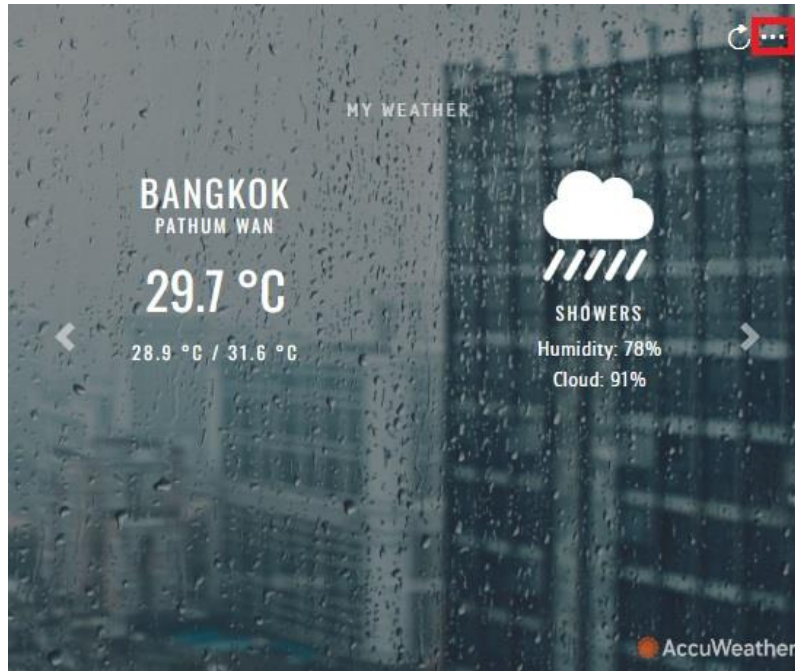 MY WEATHER
BANGKOK
PATHUM WAN
29.7 °C
28.9 °C / 31.6 °C
SHOWERS
Humidity: 78%
Cloud: 91%
AccuWeather